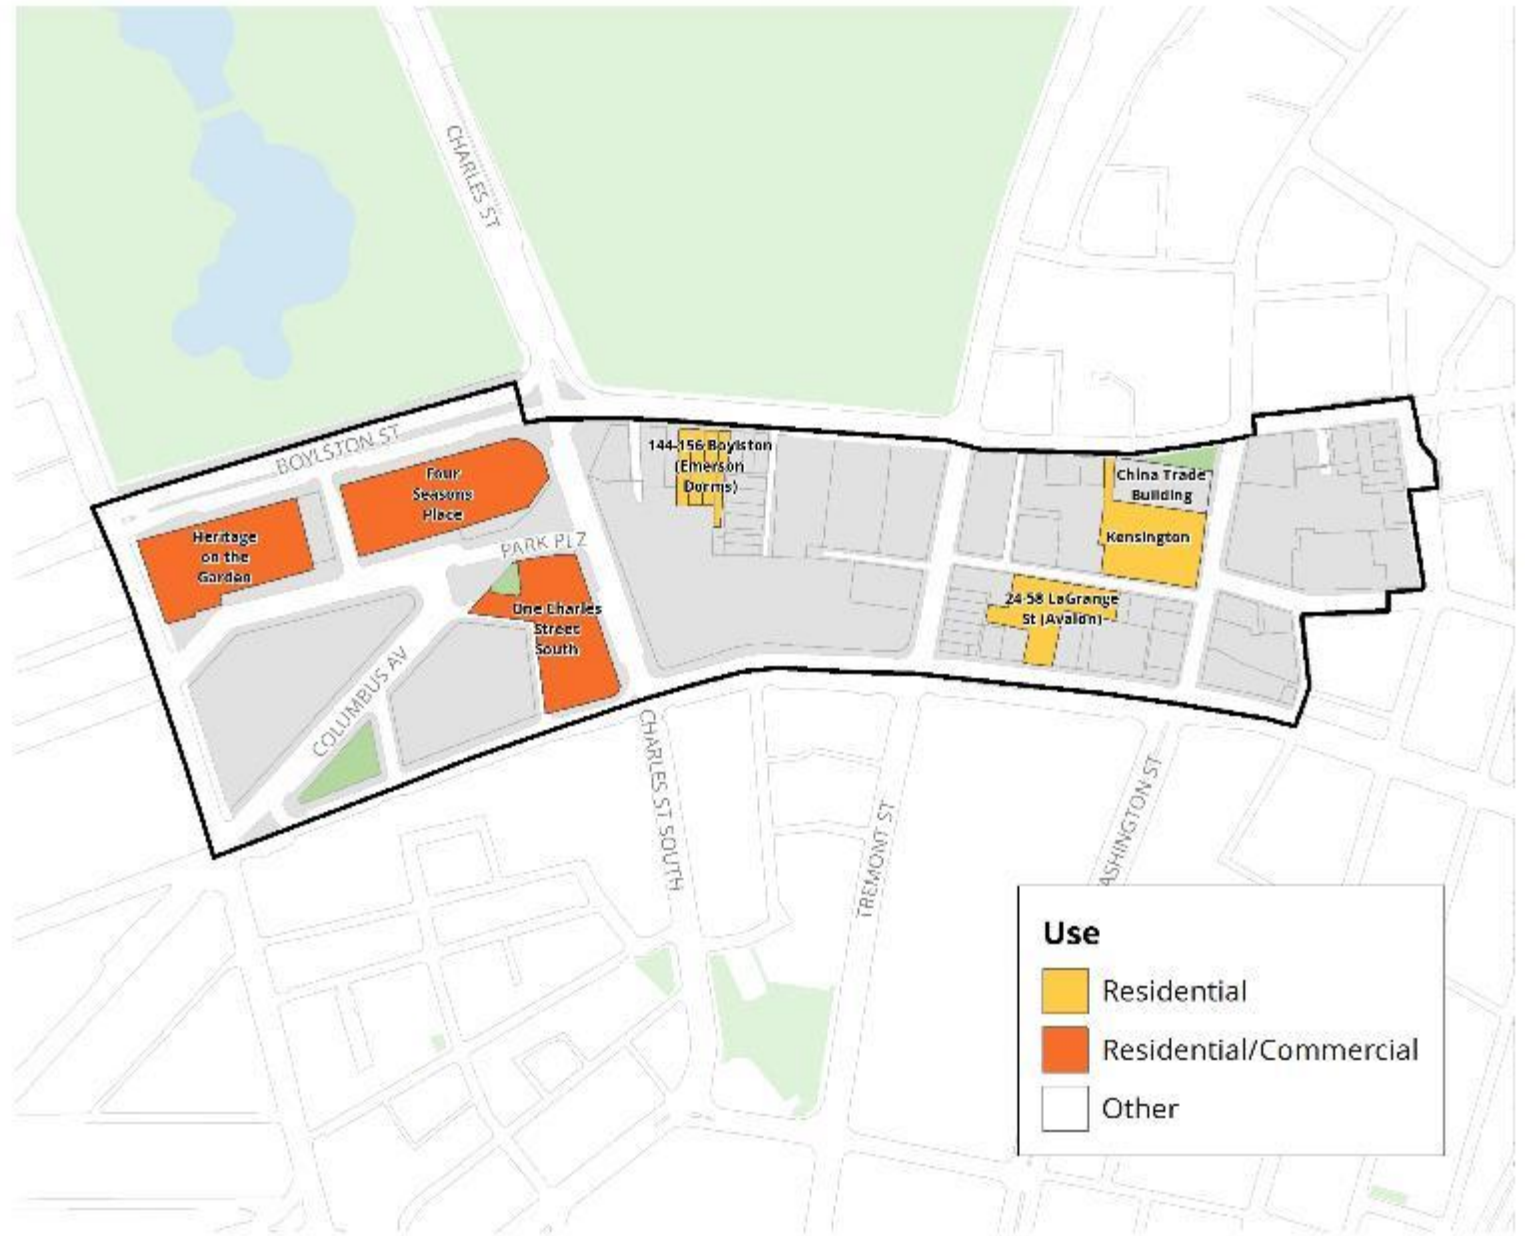 CHARLES ST
BOYLSTON ST
144-156 Boylston
(Emerson
Dorms)
Four
Seasons
Place
China Trade
Building
Heritage
on the
Garden
PARK PLZ
Kensington
One Charles
Street
South
24-58 LaGrange
St (Avalon)
COLUMBUS AV
CHARLES ST SOUTH
TREMONT ST
ASHINGTON ST
Use
Residential
Residential/Commercial
Other